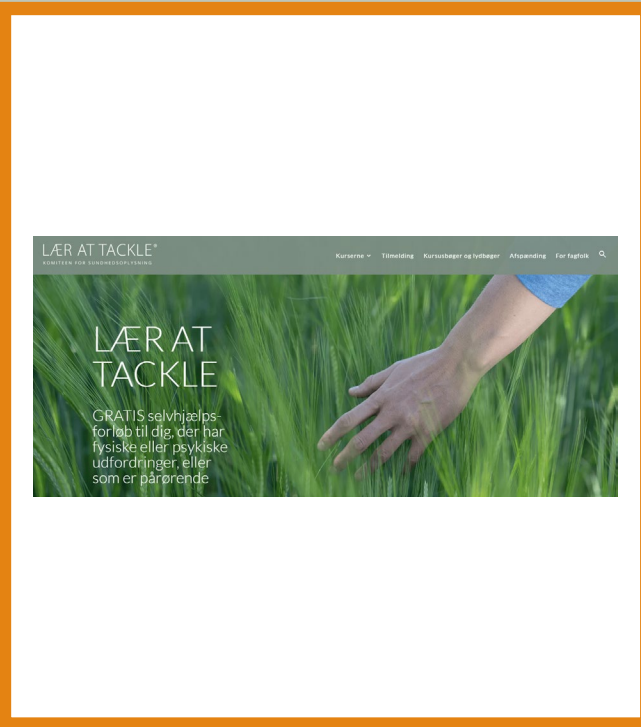 LÆR AT TACKLE®
KOMITEEN FOR SUNDHEDSOPLYSNING
Kurserne Tilmelding Kursusbøger og lydbøger Afspænding For fagfolk
LÆR AT
TACKLE
GRATIS selvhjælps-
forløb til dig, der har
fysiske eller psykiske
udfordringer, eller
som er pårørende